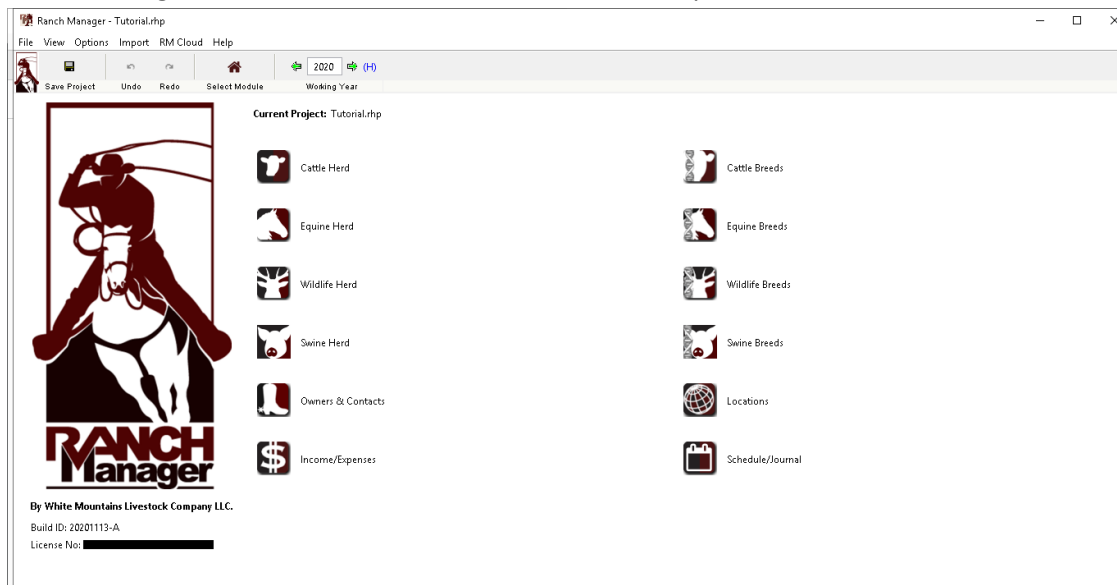 Ranch Manager - Tutorial.rhp
File View Options Import RM Cloud Help
2020 (H)
Save Project Undo Redo Select Module Working Year
Current Project: Tutorial.rhp
Cattle Herd Cattle Breeds
Equine Herd Equine Breeds
Wildlife Herd Wildlife Breeds
Swine Herd Swine Breeds
Owners & Contacts Locations
Income/Expenses Schedule/Journal
RANCH
Manager
By White Mountains Livestock Company LLC.
Build ID: 20201113-A
License No: